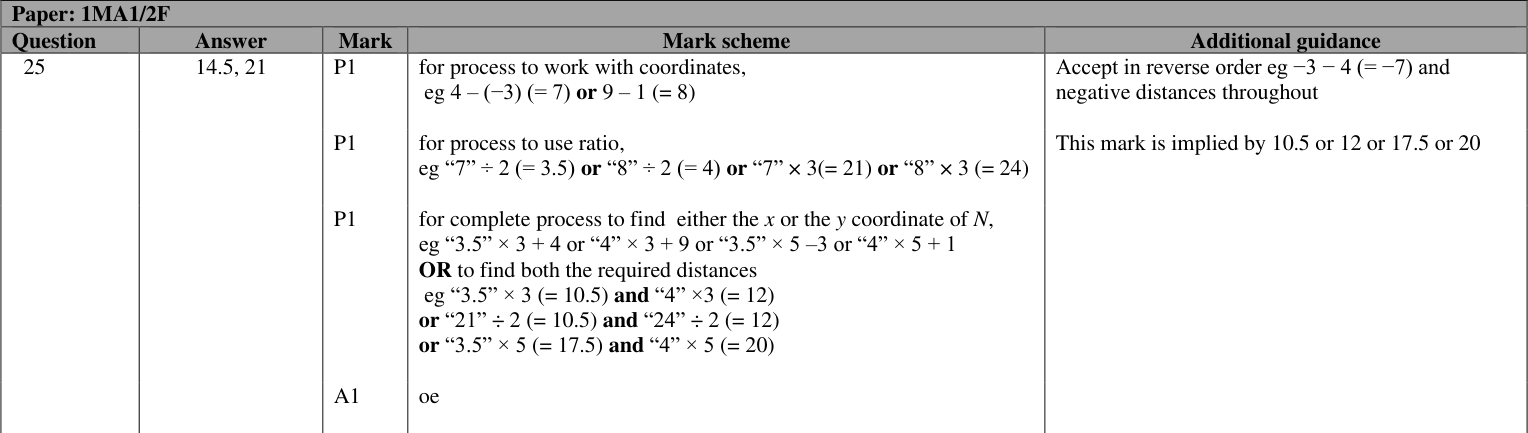 Paper: 1MA1/2F
Question Answer Mark Mark scheme Additional guidance
25 14.5, 21 P1 for process to work with coordinates, Accept in reverse order eg −3 − 4 (= −7) and
eg 4 – (−3) (= 7) or 9 – 1 (= 8) negative distances throughout
P1 for process to use ratio, This mark is implied by 10.5 or 12 or 17.5 or 20
eg “7” ÷ 2 (= 3.5) or “8” ÷ 2 (= 4) or “7” × 3(= 21) or “8” × 3 (= 24)
P1 for complete process to find either the x or the y coordinate of N,
eg “3.5” × 3 + 4 or “4” × 3 + 9 or “3.5” × 5 –3 or “4” × 5 + 1
OR to find both the required distances
eg “3.5” × 3 (= 10.5) and “4” ×3 (= 12)
or “21” ÷ 2 (= 10.5) and “24” ÷ 2 (= 12)
or “3.5” × 5 (= 17.5) and “4” × 5 (= 20)
A1 oe